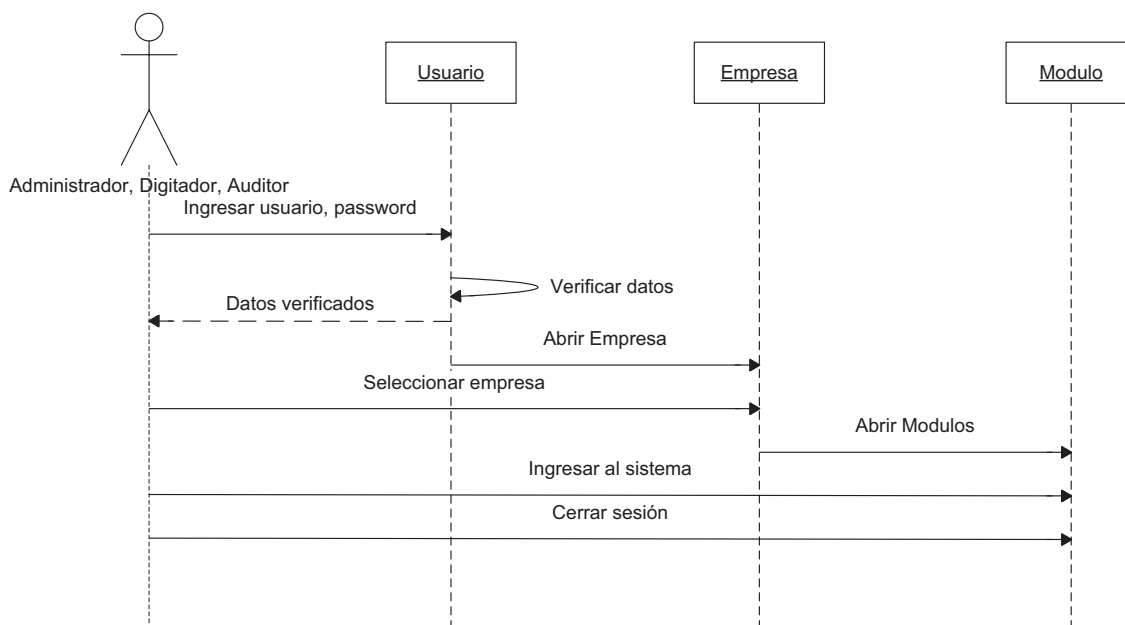 Usuario
Empresa
Modulo
Administrador, Digitador, Auditor
Ingresar usuario, password
Verificar datos
Datos verificados
Abrir Empresa
Seleccionar empresa
Abrir Modulos
Ingresar al sistema
Cerrar sesión